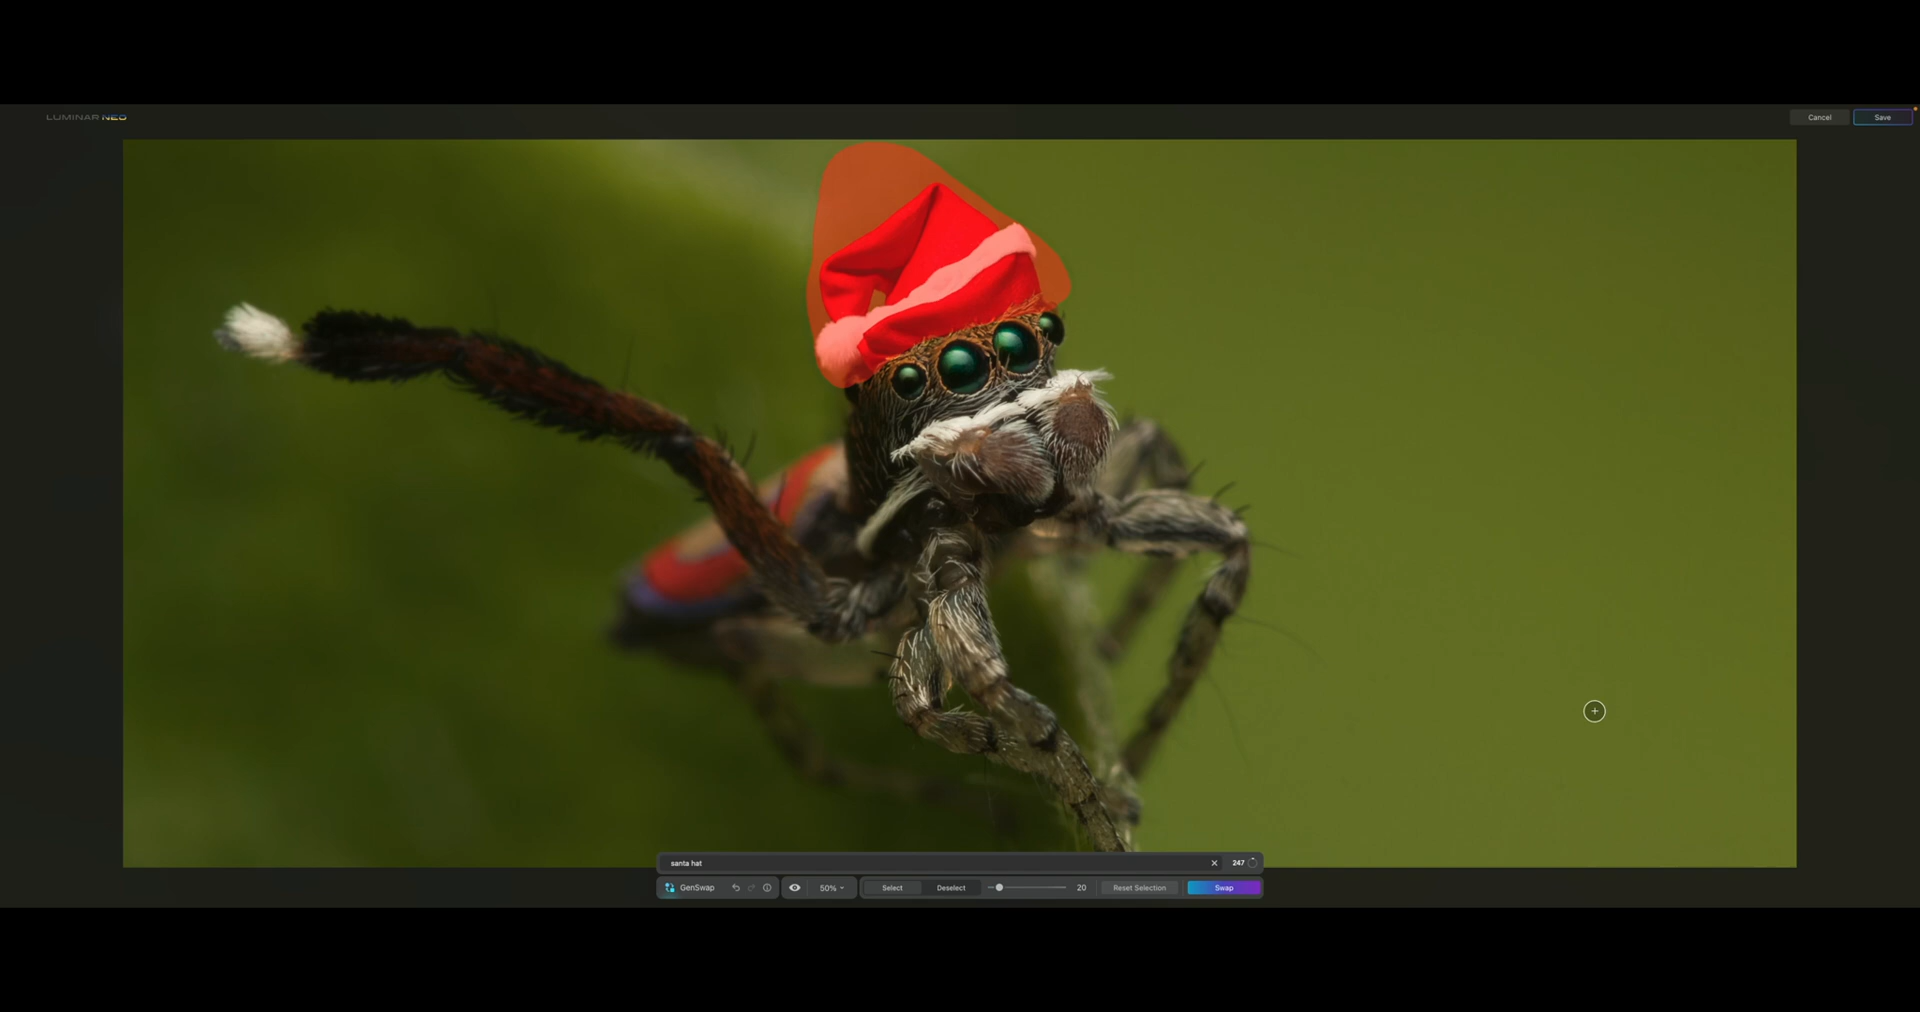 LUMINAR NEO
Cancel
Save
santa hat
247
GenSwap
50%
Select
Deselect
20
Reset Selection
Swap